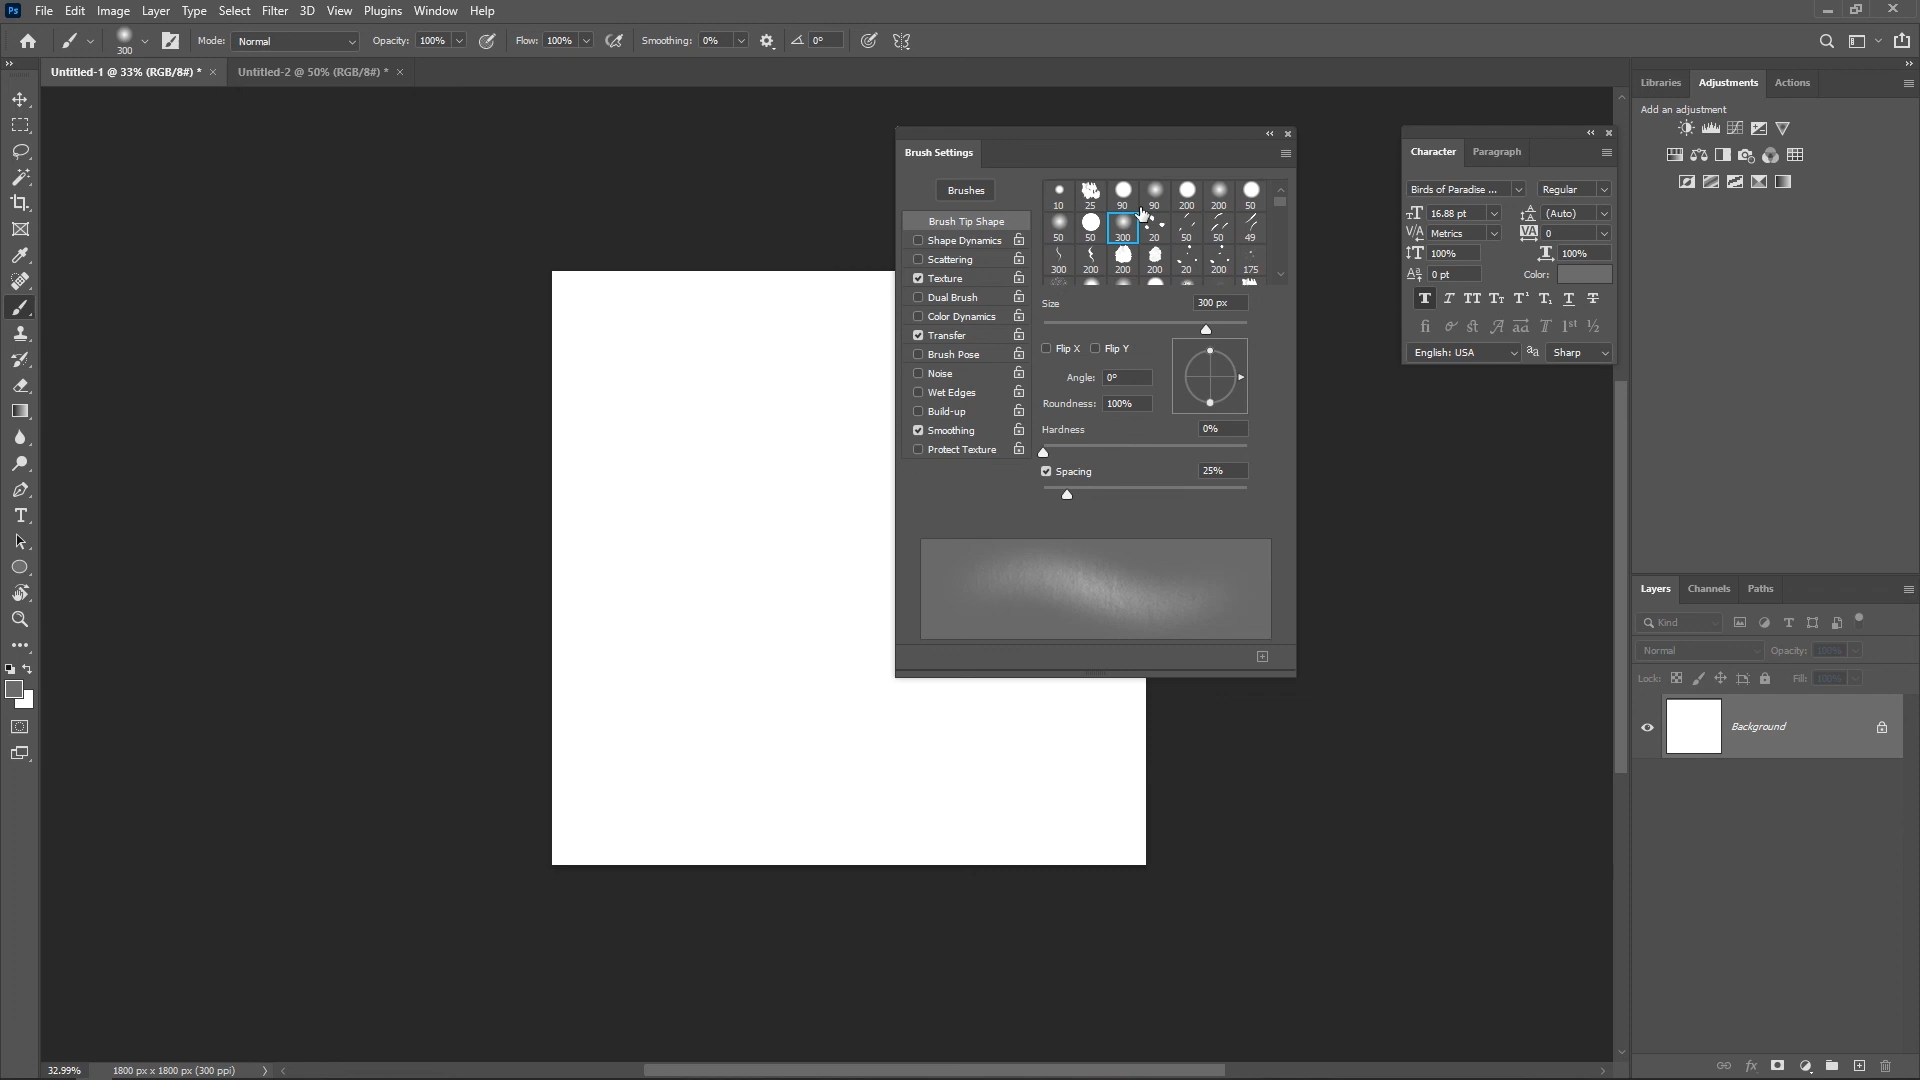 Ps File Edit Image Layer Type Select Filter 3D View Plugins Window Help
300 Mode: Normal Opacity: 100% Flow: 100% Smoothing: 0% 0°
Untitled-1 @ 33% (RGB/8#) * Untitled-2 @ 50% (RGB/8#) *
Brush Settings
Brushes
Brush Tip Shape
Shape Dynamics
Scattering
Texture
Dual Brush
Color Dynamics
Transfer
Brush Pose
Noise
Wet Edges
Build-up
Smoothing
Protect Texture
10 25 90 90 200 200 50
50 50 300 20 50 50 49
300 200 200 200 20 200 175
Size 300 px
Flip X Flip Y
Angle: 0°
Roundness: 100%
Hardness 0%
Spacing 25%
Character Paragraph
Birds of Paradise ... Regular
16.88 pt (Auto)
Metrics 0
100% 100%
0 pt Color:
English: USA Sharp
Libraries Adjustments Actions
Add an adjustment
Layers Channels Paths
Kind
Normal Opacity: 100%
Lock: Fill: 100%
Background
32.99% 1800 px x 1800 px (300 ppi)